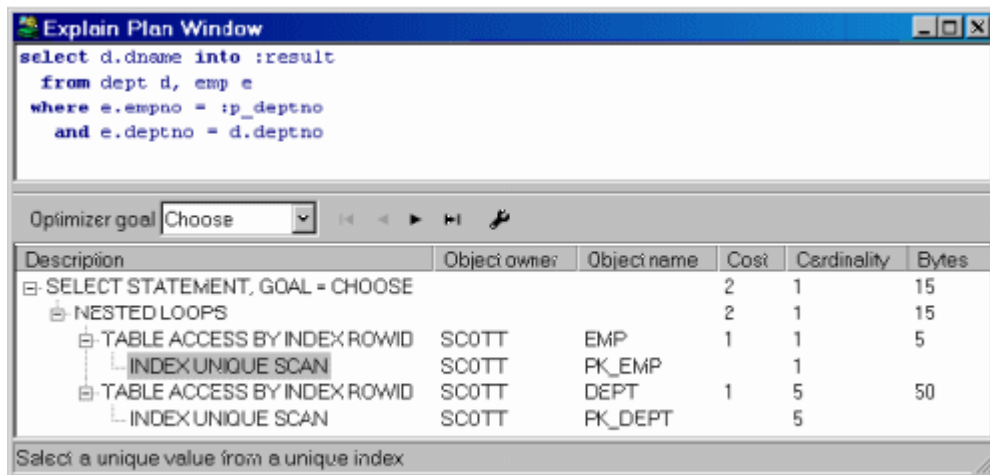 Explain Plan Window
select d.dname into :result
from dept d, emp e
where e.empno = :p_deptno
and e.deptno = d.deptno
Optimizer goal Choose
Description Object owner Object name Cost Cardinality Bytes
SELECT STATEMENT, GOAL = CHOOSE 2 1 15
NESTED LOOPS 2 1 15
TABLE ACCESS BY INDEX ROWID SCOTT EMP 1 1 5
INDEX UNIQUE SCAN SCOTT PK_EMP 1
TABLE ACCESS BY INDEX ROWID SCOTT DEPT 1 5 50
INDEX UNIQUE SCAN SCOTT PK_DEPT 5
Select a unique value from a unique index